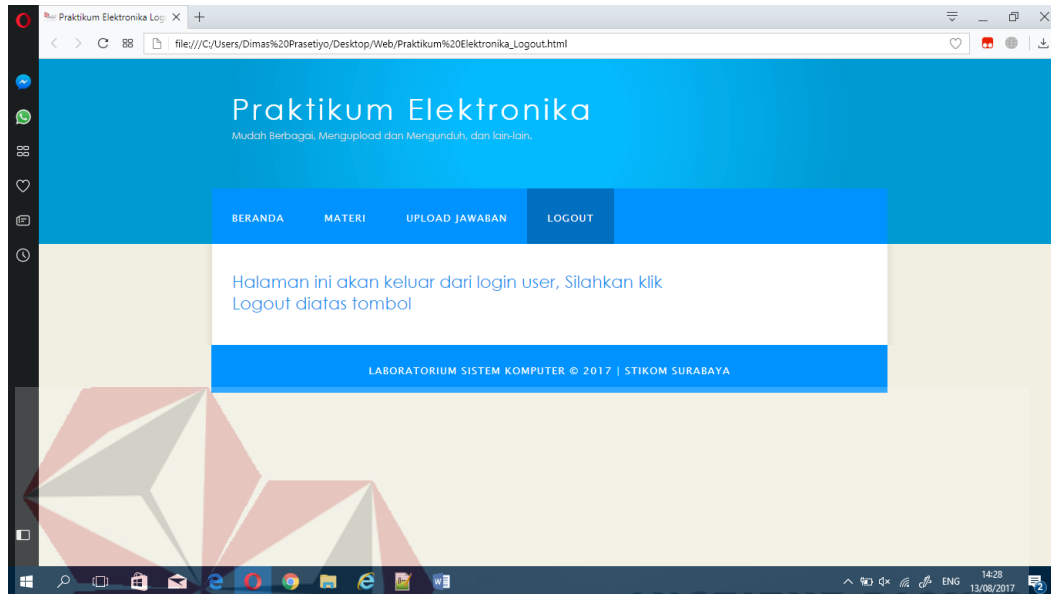 Praktikum Elektronika Log
file:///C:/Users/Dimas%20Prasetiyo/Desktop/Web/Praktikum%20Elektronika_Logout.html
Praktikum Elektronika
Mudah Berbagai, Mengupload dan Mengunduh, dan lain-lain.
BERANDA MATERI UPLOAD JAWABAN LOGOUT
Halaman ini akan keluar dari login user, Silahkan klik
Logout diatas tombol
LABORATORIUM SISTEM KOMPUTER © 2017 | STIKOM SURABAYA
ENG
14:28
13/08/2017
2